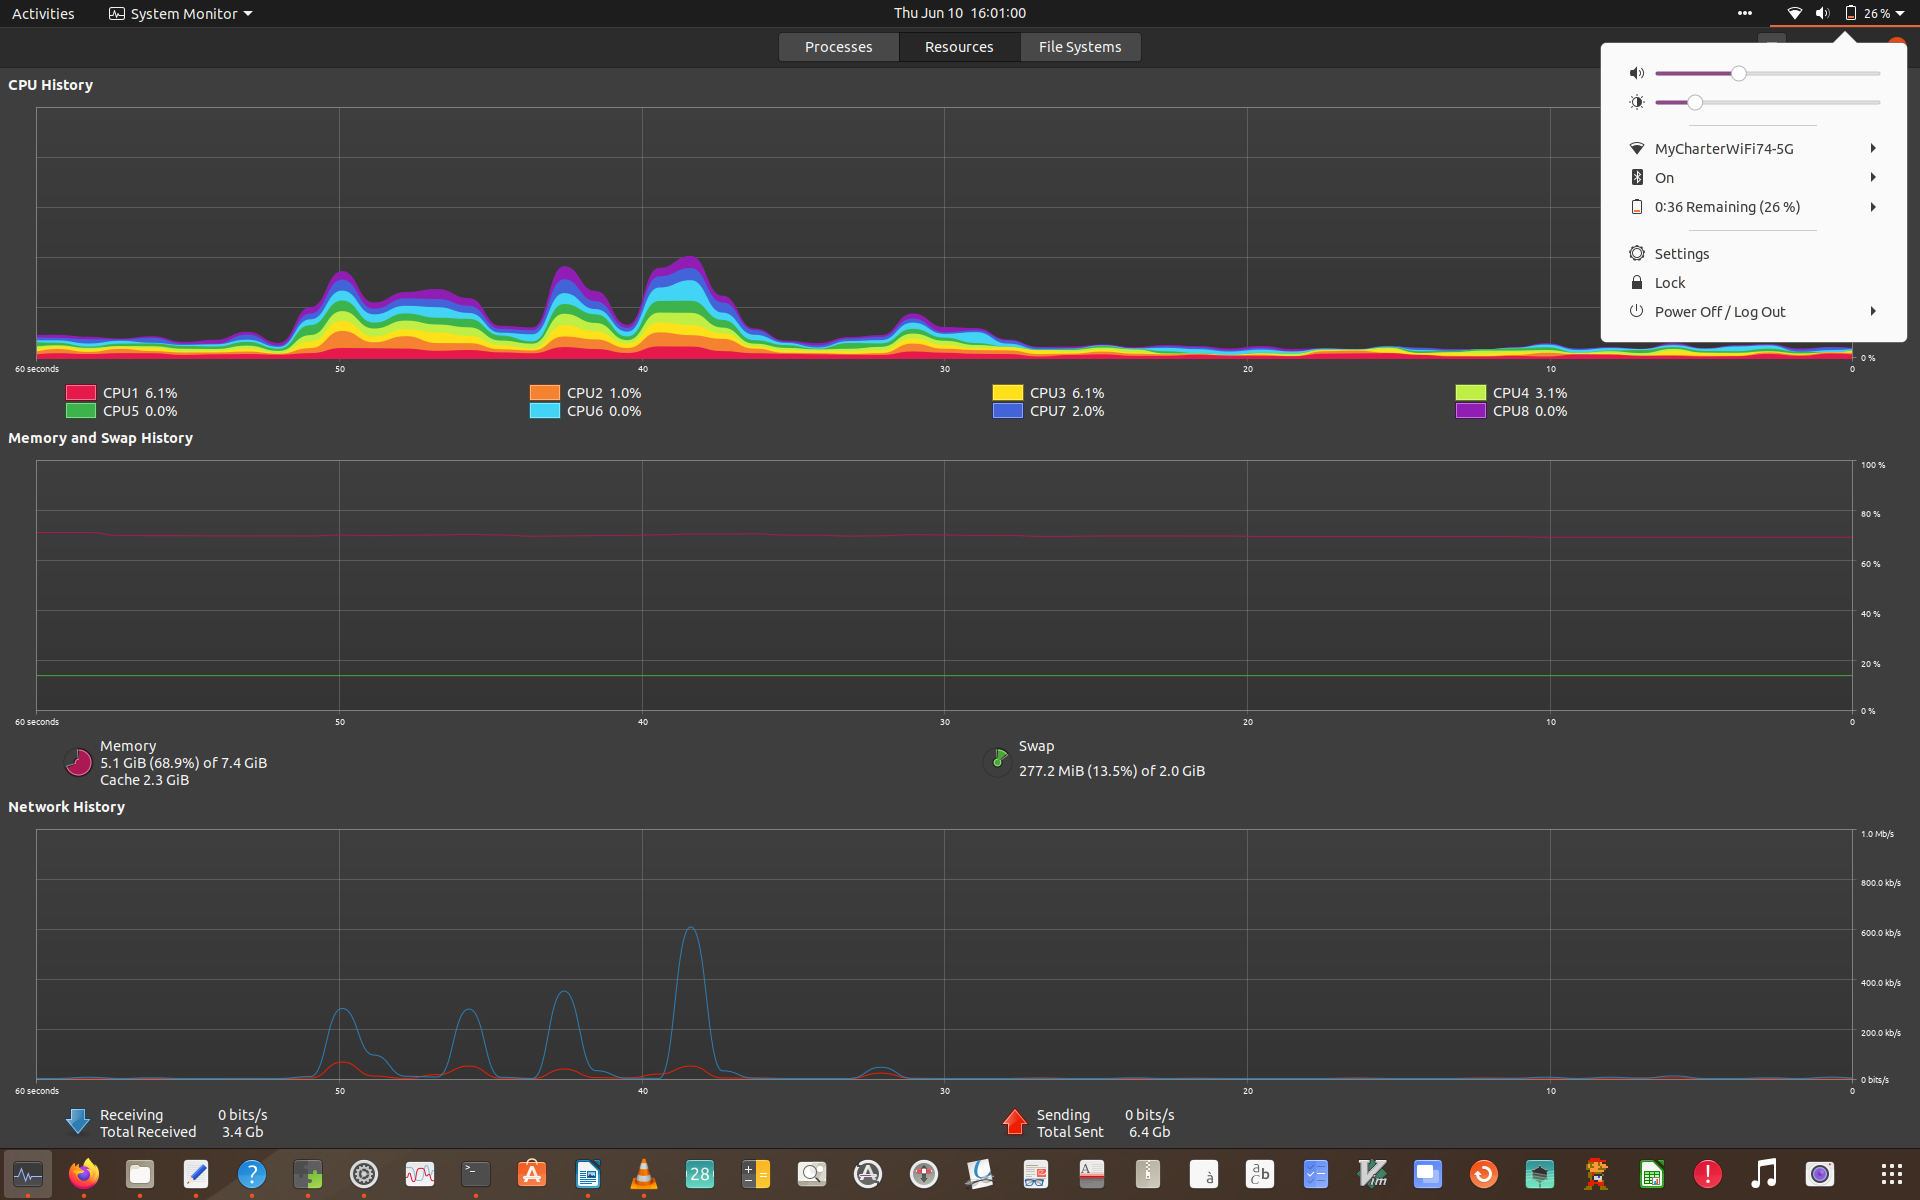 Activities
System Monitor
Thu Jun 10 16:01:00
26 %
Processes
Resources
File Systems
MyCharterWiFi74-5G
On
0:36 Remaining (26 %)
Settings
Lock
Power Off / Log Out
CPU History
0 %
60 seconds 50 40 30 20 10 0
CPU1 6.1% CPU2 1.0% CPU3 6.1% CPU4 3.1%
CPU5 0.0% CPU6 0.0% CPU7 2.0% CPU8 0.0%
Memory and Swap History
100 %
80 %
60 %
40 %
20 %
0 %
60 seconds 50 40 30 20 10 0
Memory
5.1 GiB (68.9%) of 7.4 GiB
Cache 2.3 GiB
Swap
277.2 MiB (13.5%) of 2.0 GiB
Network History
1.0 Mb/s
800.0 kb/s
600.0 kb/s
400.0 kb/s
200.0 kb/s
0 bits/s
60 seconds 50 40 30 20 10 0
Receiving 0 bits/s
Total Received 3.4 Gb
Sending 0 bits/s
Total Sent 6.4 Gb
28